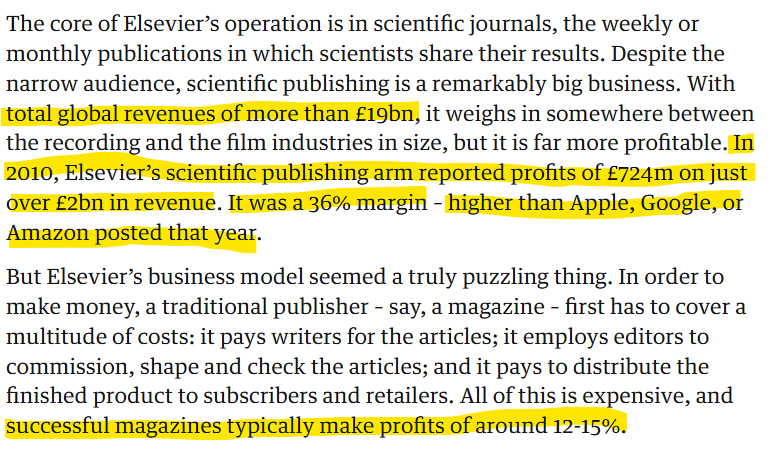 The core of Elsevier’s operation is in scientific journals, the weekly or
monthly publications in which scientists share their results. Despite the
narrow audience, scientific publishing is a remarkably big business. With
total global revenues of more than £19bn, it weighs in somewhere between
the recording and the film industries in size, but it is far more profitable. In
2010, Elsevier’s scientific publishing arm reported profits of £724m on just
over £2bn in revenue. It was a 36% margin – higher than Apple, Google, or
Amazon posted that year.
But Elsevier’s business model seemed a truly puzzling thing. In order to
make money, a traditional publisher – say, a magazine – first has to cover a
multitude of costs: it pays writers for the articles; it employs editors to
commission, shape and check the articles; and it pays to distribute the
finished product to subscribers and retailers. All of this is expensive, and
successful magazines typically make profits of around 12-15%.